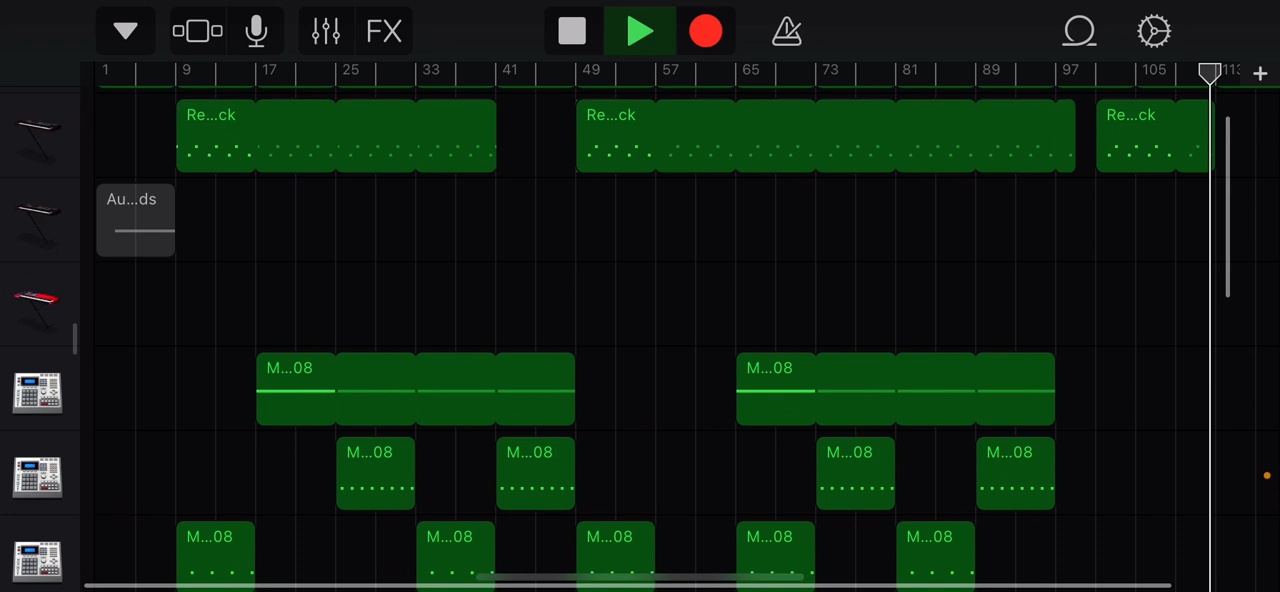 FX
1 9 17 25 33 41 49 57 65 73 81 89 97 105 113
Re...ck Re...ck Re...ck
Au...ds
M...08 M...08
M...08 M...08 M...08 M...08
M...08 M...08 M...08 M...08 M...08